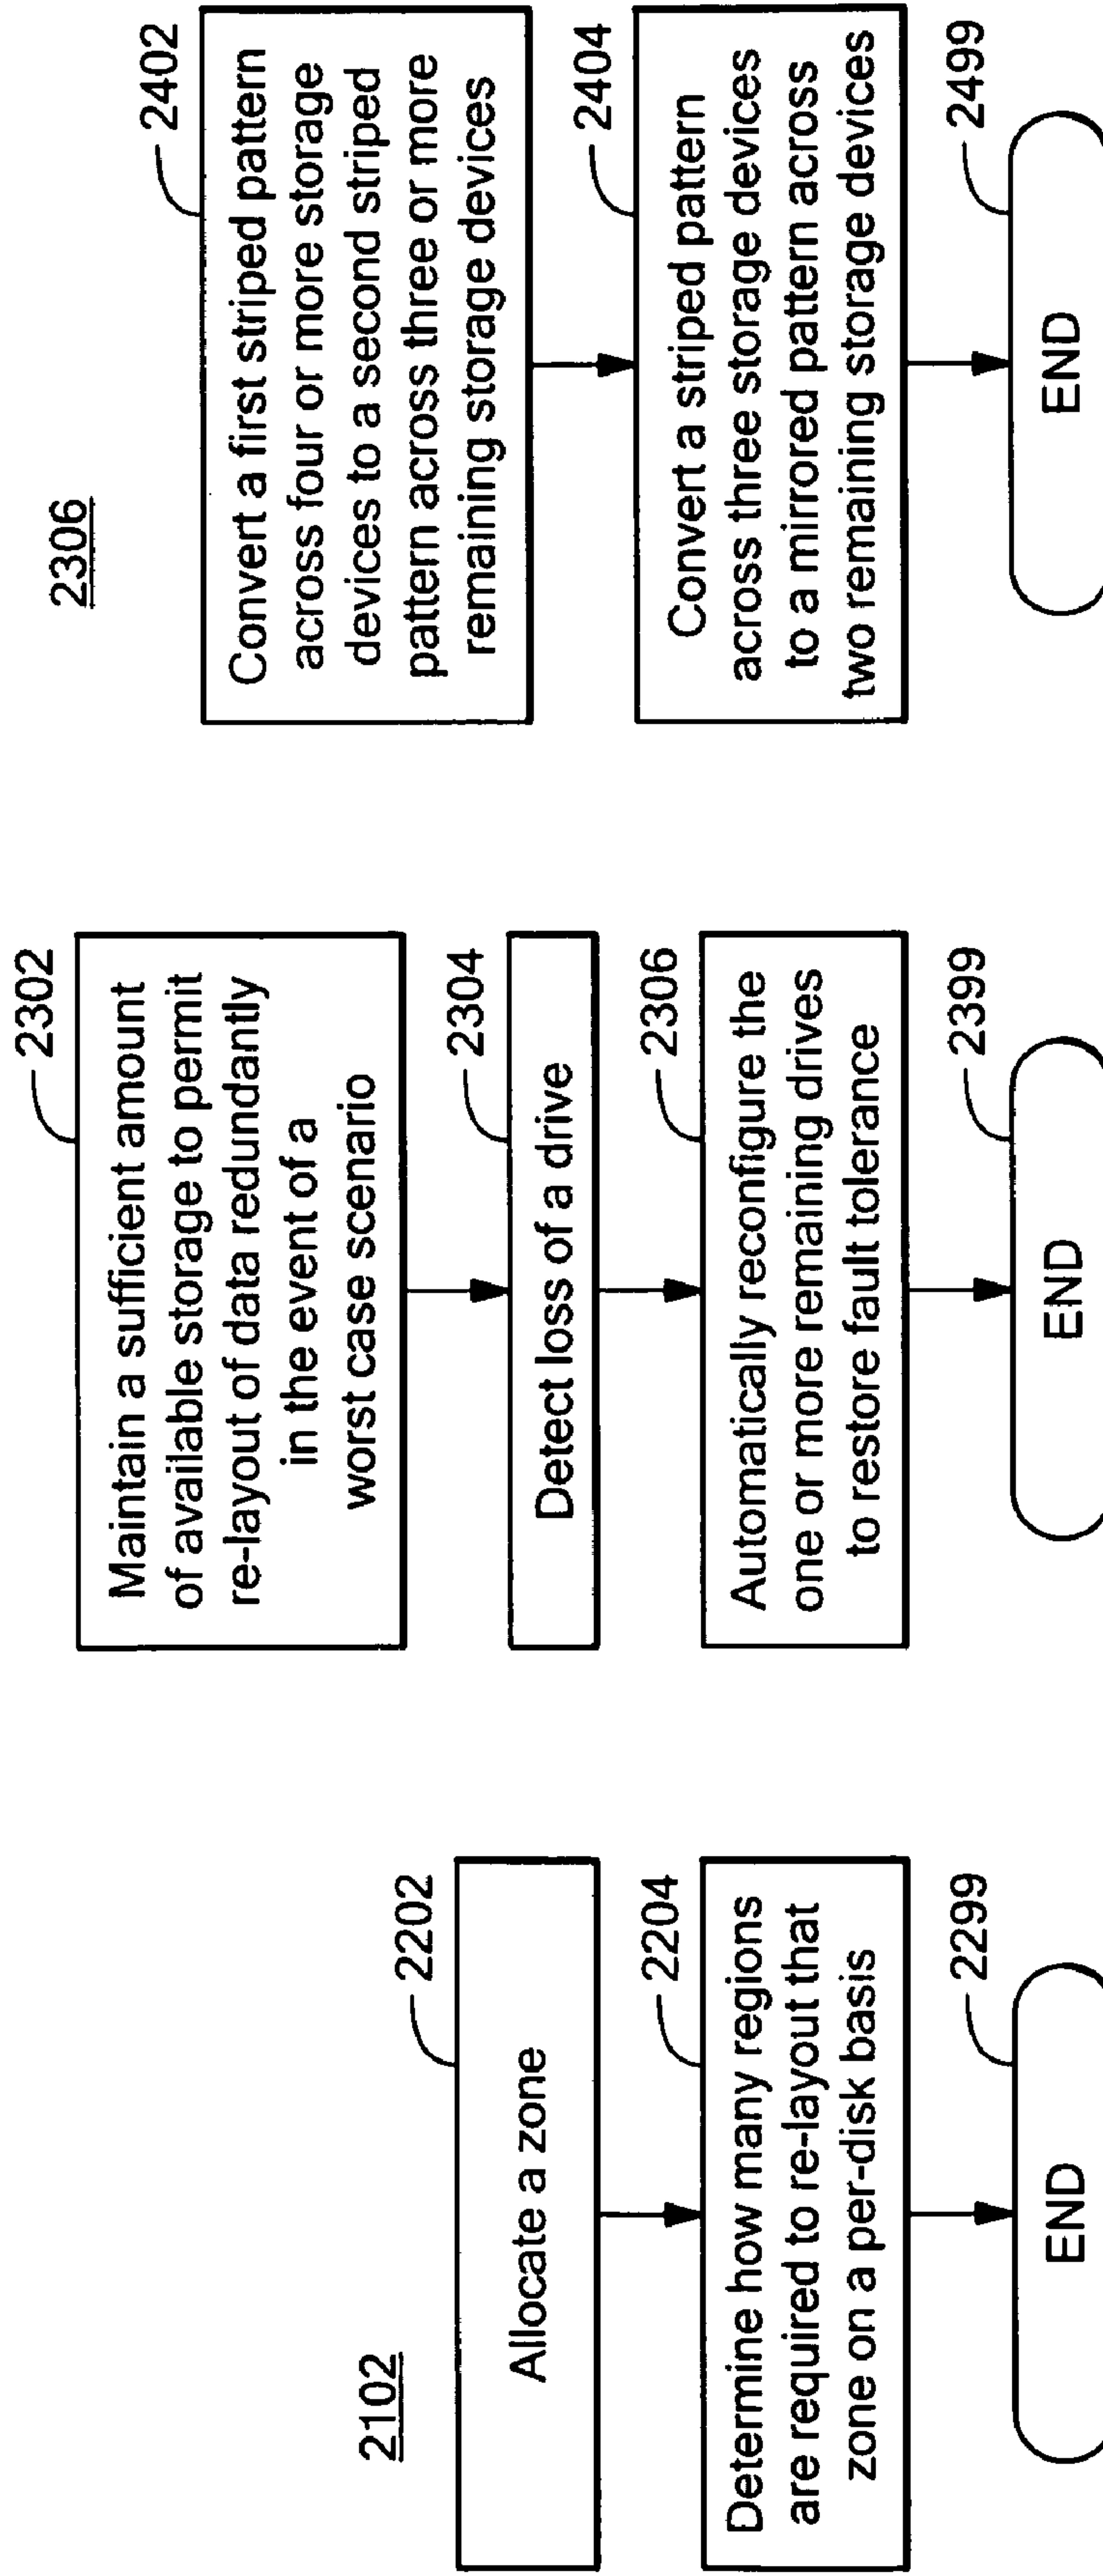 2102
2202
Allocate a zone
2204
Determine how many regions
are required to re-layout that
zone on a per-disk basis
2299
END
2302
Maintain a sufficient amount
of available storage to permit
re-layout of data redundantly
in the event of a
worst case scenario
2304
Detect loss of a drive
2306
Automatically reconfigure the
one or more remaining drives
to restore fault tolerance
2399
END
2306
2402
Convert a first striped pattern
across four or more storage
devices to a second striped
pattern across three or more
remaining storage devices
2404
Convert a striped pattern
across three storage devices
to a mirrored pattern across
two remaining storage devices
2499
END